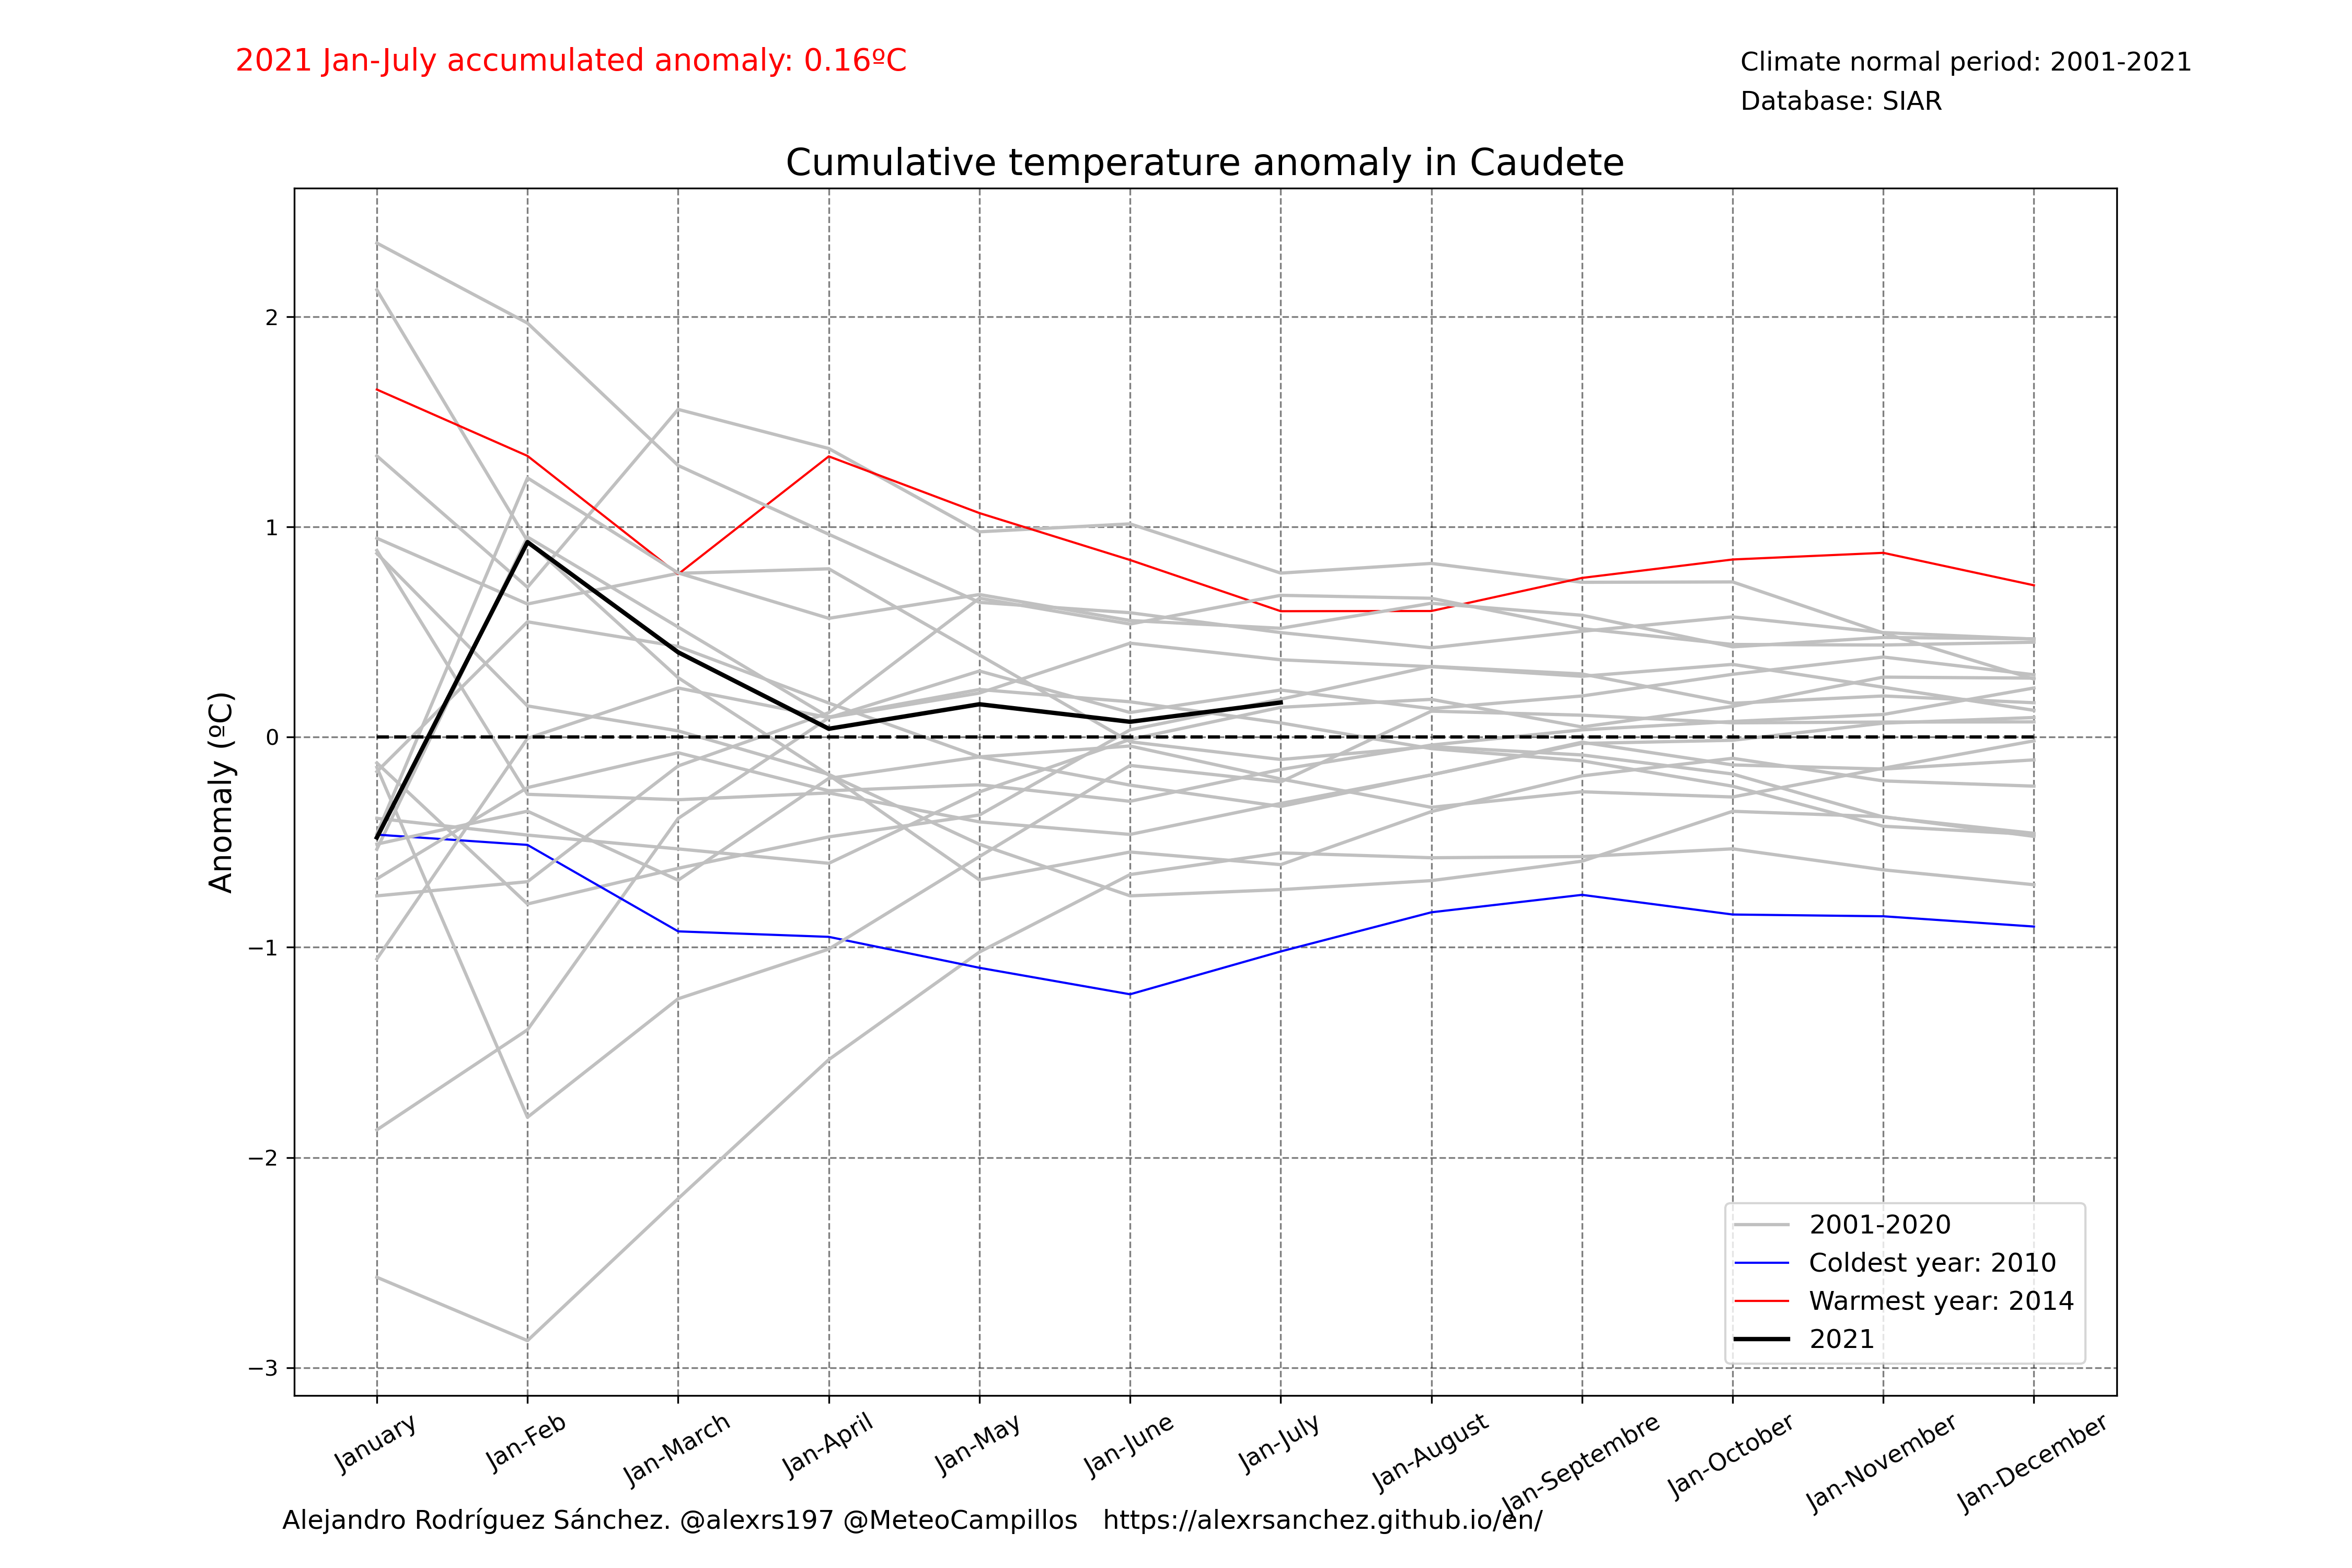 2021 Jan-July accumulated anomaly: 0.16ºC
Climate normal period: 2001-2021
Database: SIAR
Cumulative temperature anomaly in Caudete
Anomaly (ºC)
2
1
0
−1
−2
−3
2001-2020
Coldest year: 2010
Warmest year: 2014
2021
January
Jan-Feb
Jan-March
Jan-April
Jan-May
Jan-June
Jan-July
Jan-August
Jan-Septembre
Jan-October
Jan-November
Jan-December
Alejandro Rodríguez Sánchez. @alexrs197 @MeteoCampillos   https://alexrsanchez.github.io/en/